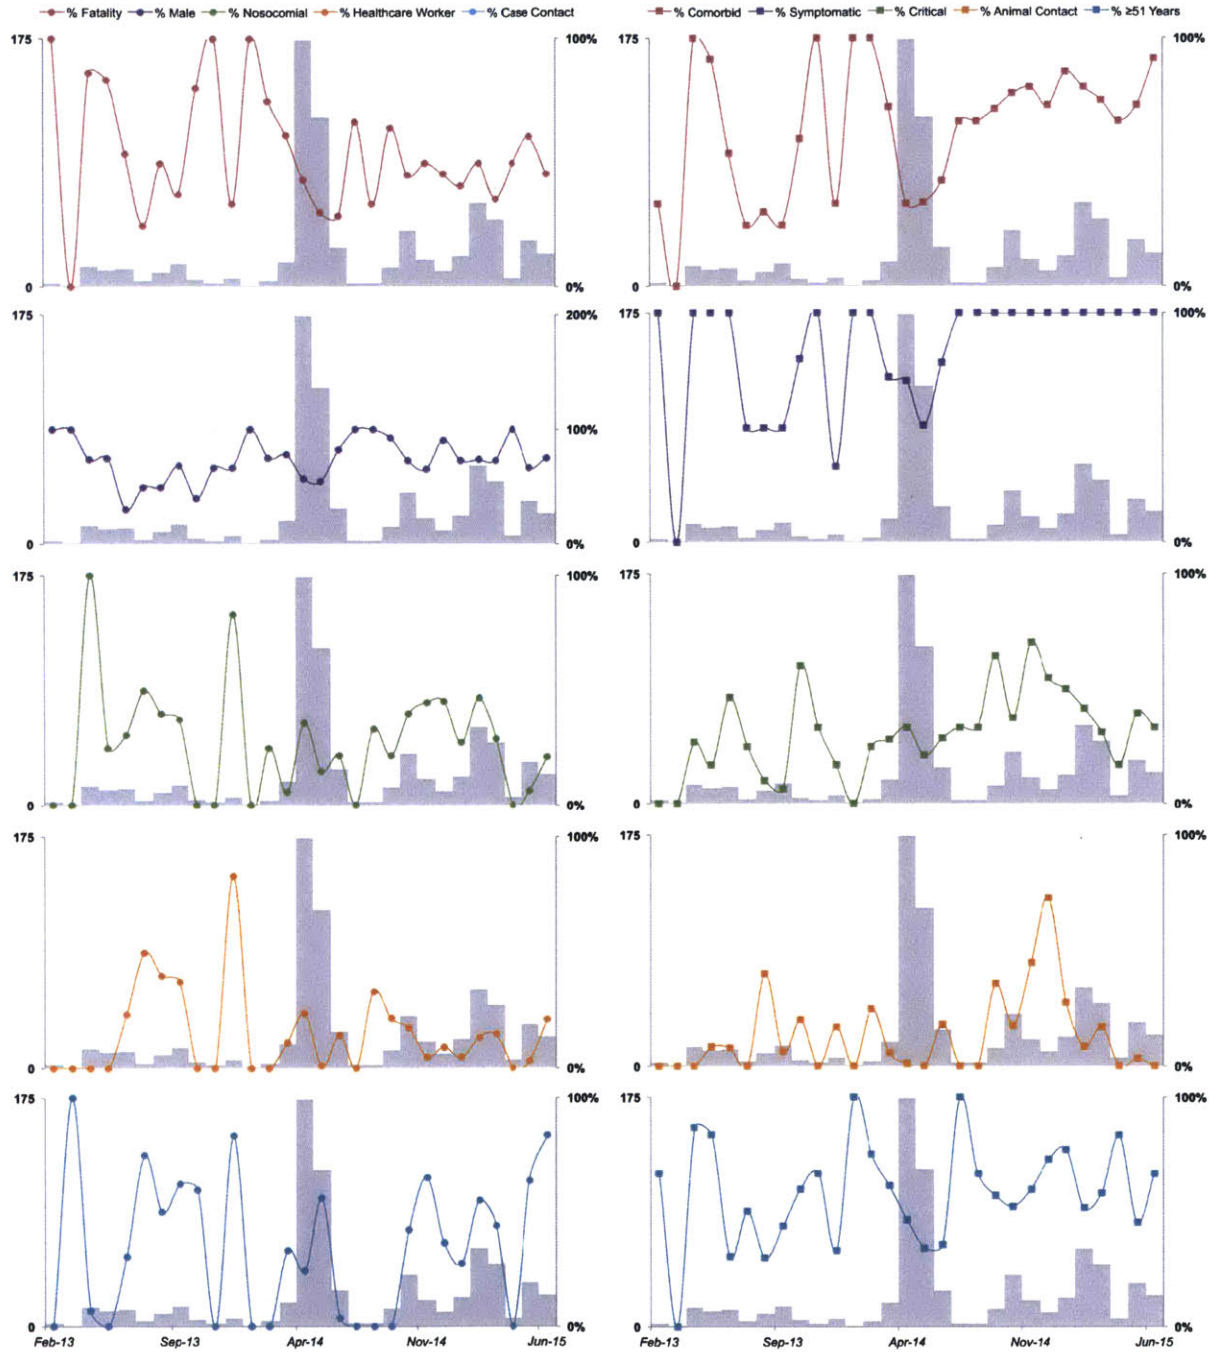 % Fatality % Male % Nosocomial % Healthcare Worker % Case Contact
% Comorbid % Symptomatic % Critical % Animal Contact % ≥51 Years
175 100% 175 100%
0 0% 0 0%
175 200% 175 100%
100%
0 0% 0 0%
175 100% 175 100%
0 0% 0 0%
175 100% 175 100%
0 0% 0 0%
175 100% 175 100%
0 0% 0 0%
Feb-13 Sep-13 Apr-14 Nov-14 Jun-15 Feb-13 Sep-13 Apr-14 Nov-14 Jun-15